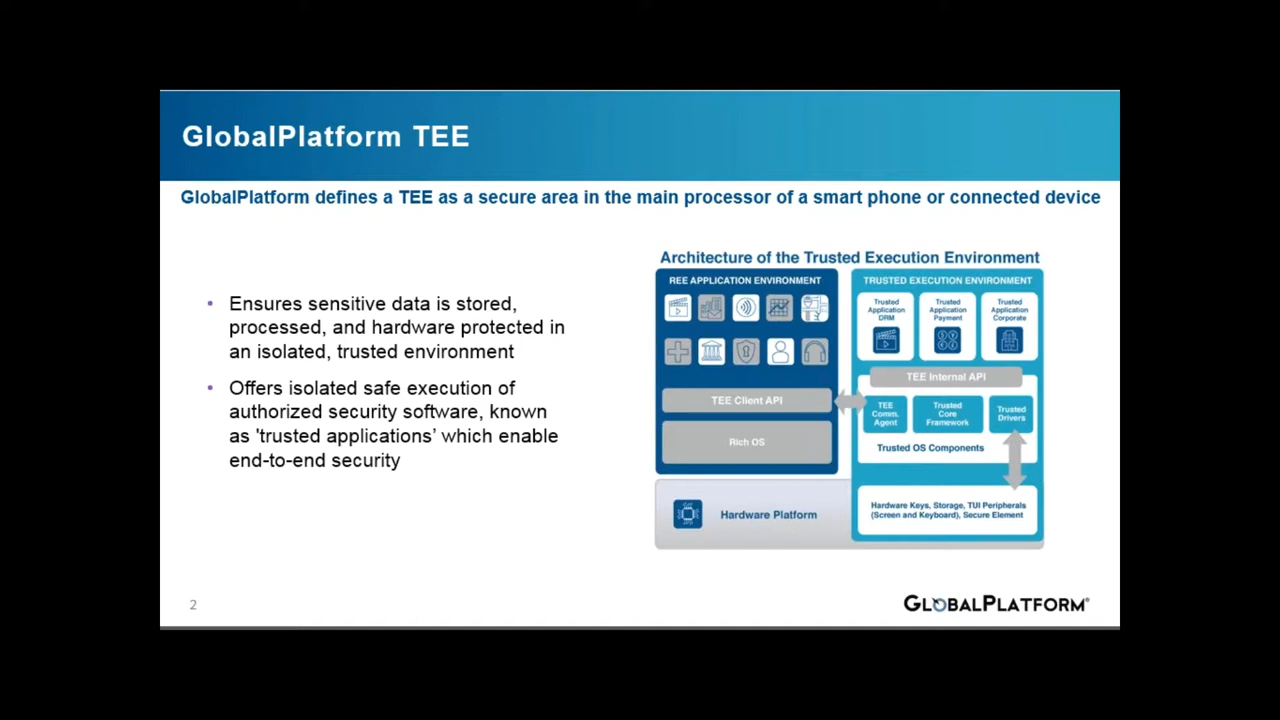 GlobalPlatform TEE
GlobalPlatform defines a TEE as a secure area in the main processor of a smart phone or connected device
• Ensures sensitive data is stored,
processed, and hardware protected in
an isolated, trusted environment
• Offers isolated safe execution of
authorized security software, known
as 'trusted applications’ which enable
end-to-end security
Architecture of the Trusted Execution Environment
REE APPLICATION ENVIRONMENT
TEE Client API
Rich OS
Hardware Platform
TRUSTED EXECUTION ENVIRONMENT
Trusted
Application
DRM
Trusted
Application
Payment
Trusted
Application
Corporate
TEE Internal API
TEE
Comm.
Agent
Trusted
Core
Framework
Trusted
Drivers
Trusted OS Components
Hardware Keys, Storage, TUI Peripherals
(Screen and Keyboard), Secure Element
2
GLOBALPLATFORM®